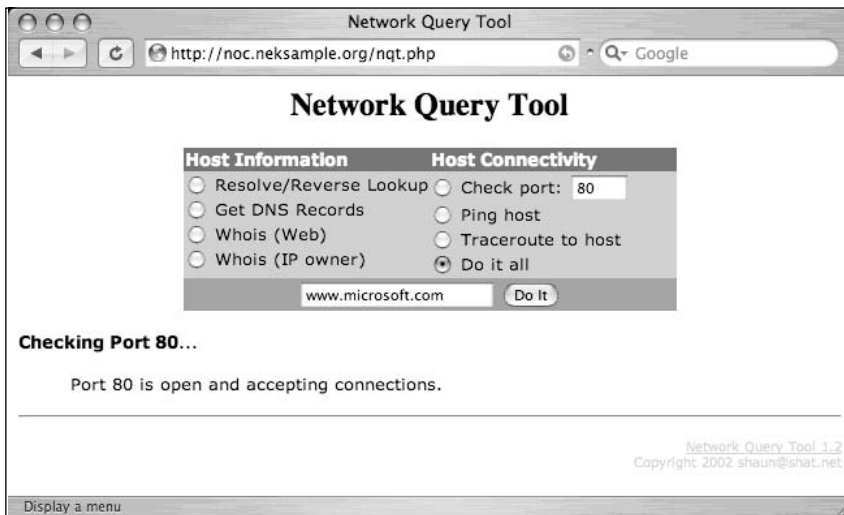 Network Query Tool
http://noc.neksample.org/nqt.php
Google
Network Query Tool
Host Information
Host Connectivity
Resolve/Reverse Lookup
Check port: 80
Get DNS Records
Ping host
Whois (Web)
Traceroute to host
Whois (IP owner)
Do it all
www.microsoft.com
Do It
Checking Port 80...
Port 80 is open and accepting connections.
Network Query Tool 1.2
Copyright 2002 shaun@shat.net
Display a menu